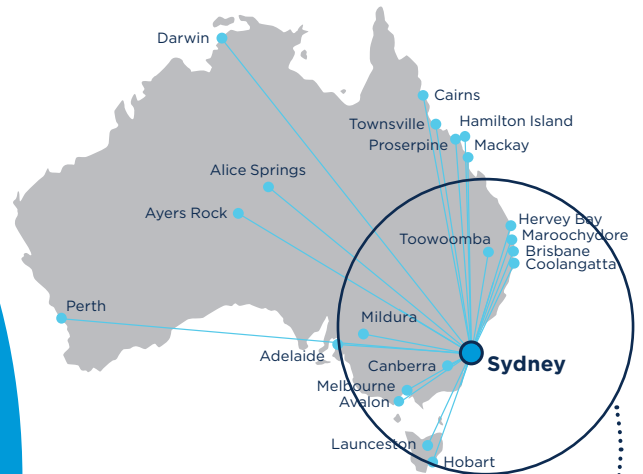 Darwin
Cairns
Townsville
Hamilton Island
Proserpine
Mackay
Alice Springs
Ayers Rock
Hervey Bay
Toowoomba
Maroochydore
Brisbane
Coolangatta
Perth
Mildura
Adelaide
Canberra
Sydney
Melbourne
Avalon
Launceston
Hobart